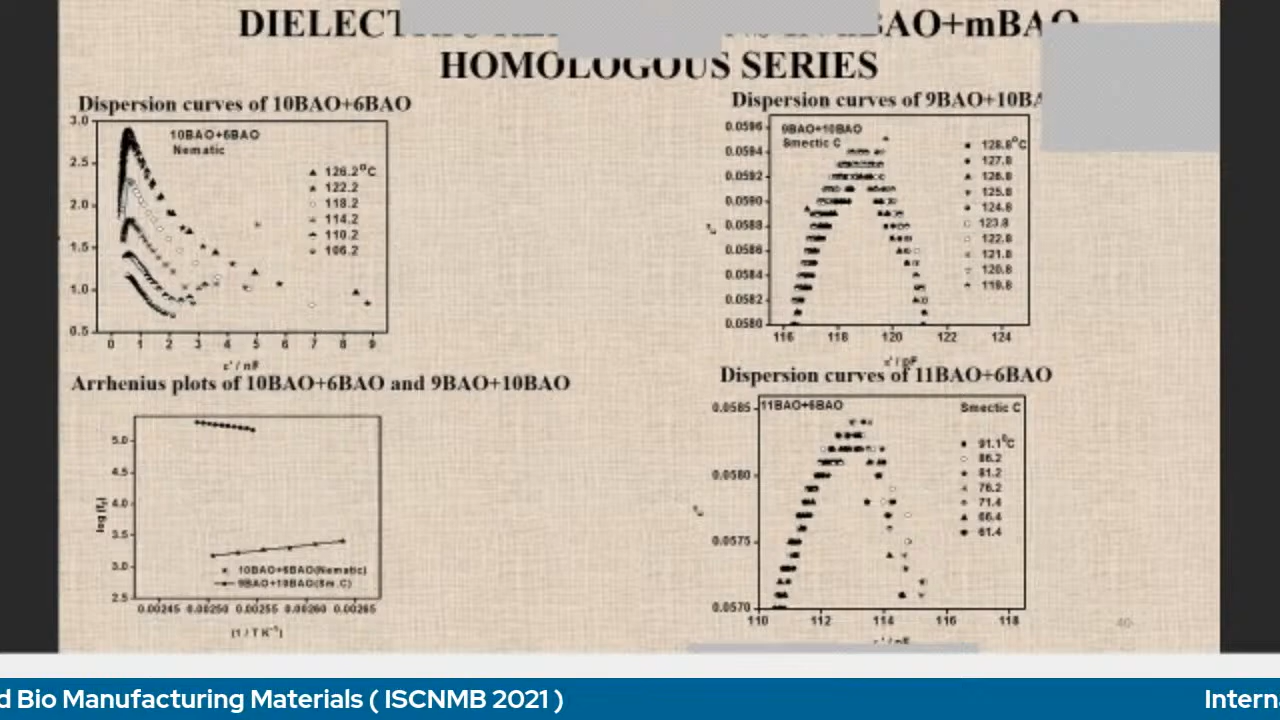 HOMOLOGOUS SERIES
Dispersion curves of 10BAO+6BAO
3.0
2.5
2.0
1.5
1.0
0.5
10BAO+6BAO
Nematic
126.2°C
122.2
118.2
114.2
110.2
106.2
0 1 2 3 4 5 6 7 8 9
ε' / nF
Dispersion curves of 9BAO+10BA
0.0596
0.0594
0.0592
0.0590
0.0588
0.0586
0.0584
0.0582
0.0580
9BAO+10BAO
Smectic C
128.8°C
127.8
126.8
125.8
124.8
123.8
122.8
121.8
120.8
119.8
116 118 120 122 124
ε' / pF
Arrhenius plots of 10BAO+6BAO and 9BAO+10BAO
5.0
4.5
4.0
3.5
3.0
2.5
10BAO+6BAO(Nematic)
9BAO+10BAO(Sm.C)
0.00245 0.00250 0.00255 0.00260 0.00265
(1 / T K⁻¹)
Dispersion curves of 11BAO+6BAO
0.0585
0.0580
0.0575
0.0570
11BAO+6BAO
Smectic C
91.1°C
86.2
81.2
76.2
71.4
66.4
61.4
110 112 114 116 118
40
d Bio Manufacturing Materials ( ISCNMB 2021 )
Intern